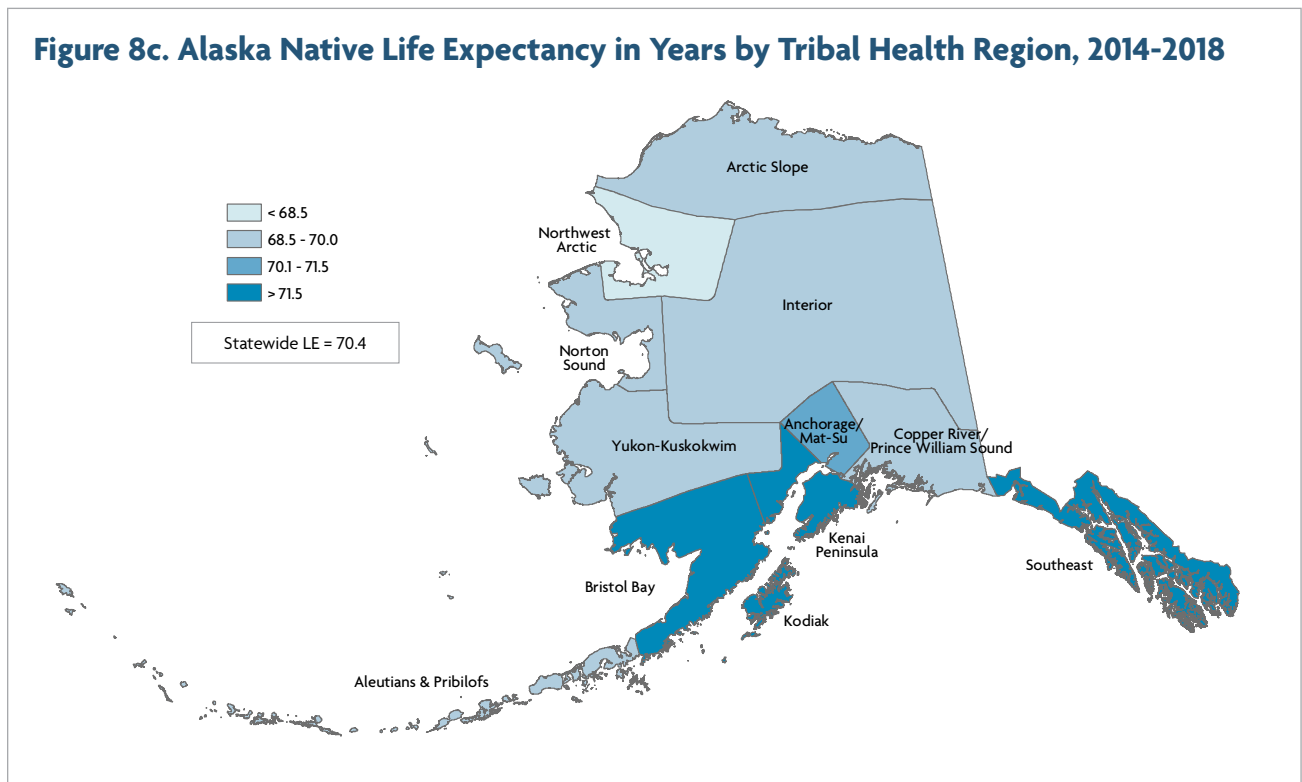 Figure 8c. Alaska Native Life Expectancy in Years by Tribal Health Region, 2014-2018
Arctic Slope
< 68.5
68.5 - 70.0
70.1 - 71.5
> 71.5
Northwest
Arctic
Statewide LE = 70.4
Interior
Norton
Sound
Anchorage/
Mat-Su
Copper River/
Prince William Sound
Yukon-Kuskokwim
Kenai
Peninsula
Southeast
Bristol Bay
Kodiak
Aleutians & Pribilofs